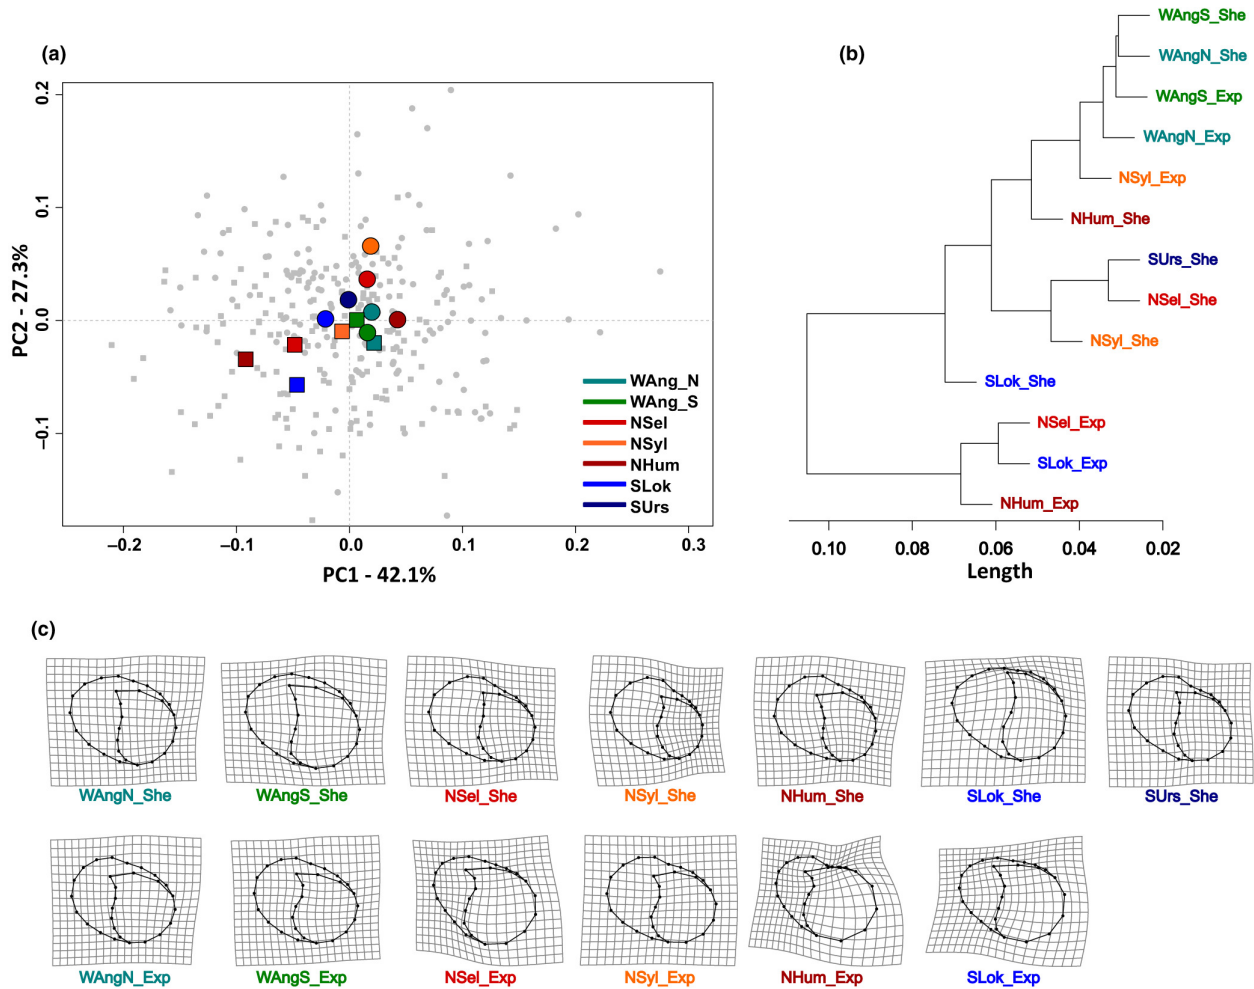 (a)
0.2
0.1
0.0
−0.1
PC2 - 27.3%
−0.2
−0.1
0.0
0.1
0.2
0.3
PC1 - 42.1%
WAng_N
WAng_S
NSel
NSyl
NHum
SLok
SUrs
(b)
WAngS_She
WAngN_She
WAngS_Exp
WAngN_Exp
NSyl_Exp
NHum_She
SUrs_She
NSel_She
NSyl_She
SLok_She
NSel_Exp
SLok_Exp
NHum_Exp
0.10 0.08 0.06 0.04 0.02
Length
(c)
WAngN_She WAngS_She NSel_She NSyl_She NHum_She SLok_She SUrs_She
WAngN_Exp WAngS_Exp NSel_Exp NSyl_Exp NHum_Exp SLok_Exp